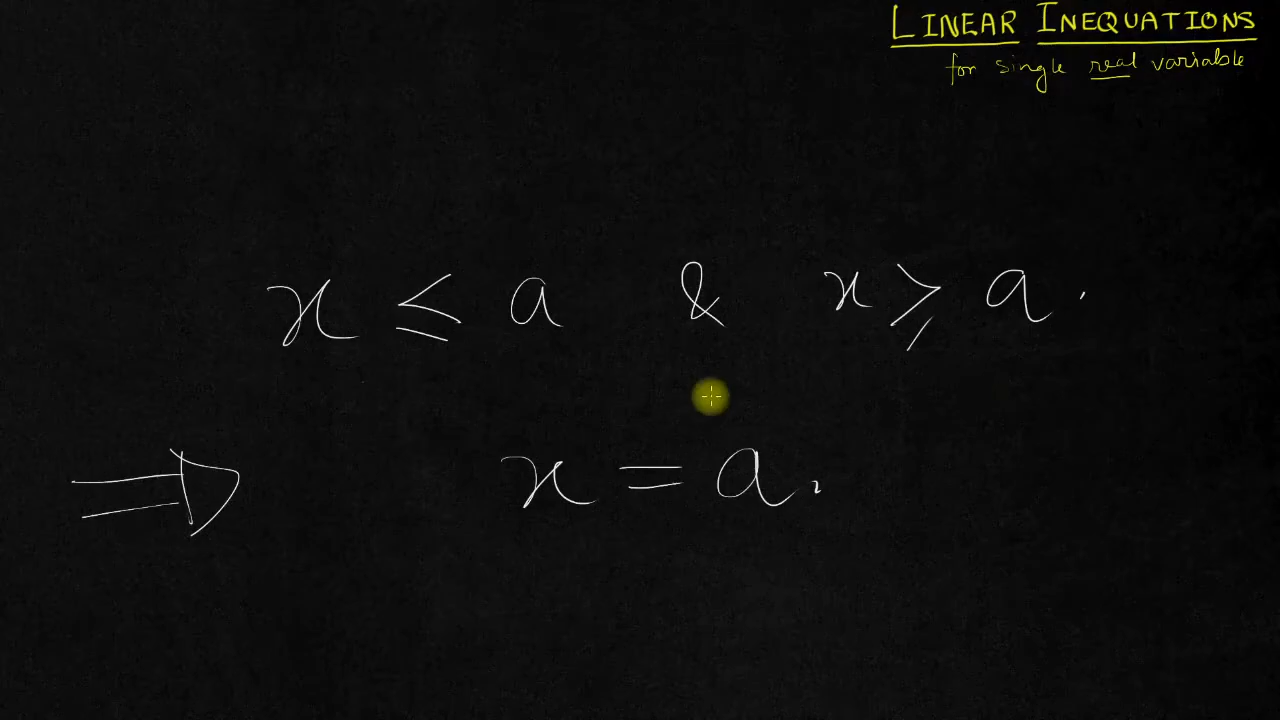 LINEAR INEQUATIONS
for single real variable
x ≤ a & x ⩾ a.
⇒ x = a.